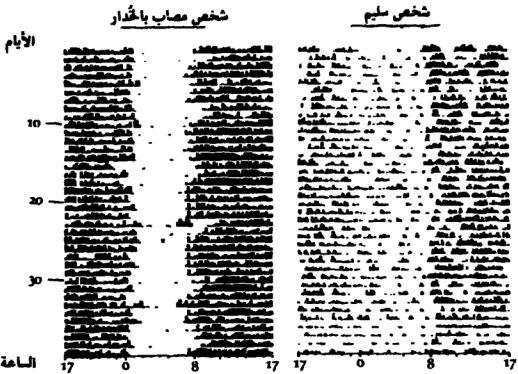 شخص سليم
شخص مصاب بالخُدار
الأيام
10
20
30
الساعة 17 0 8 17
17 0 8 17